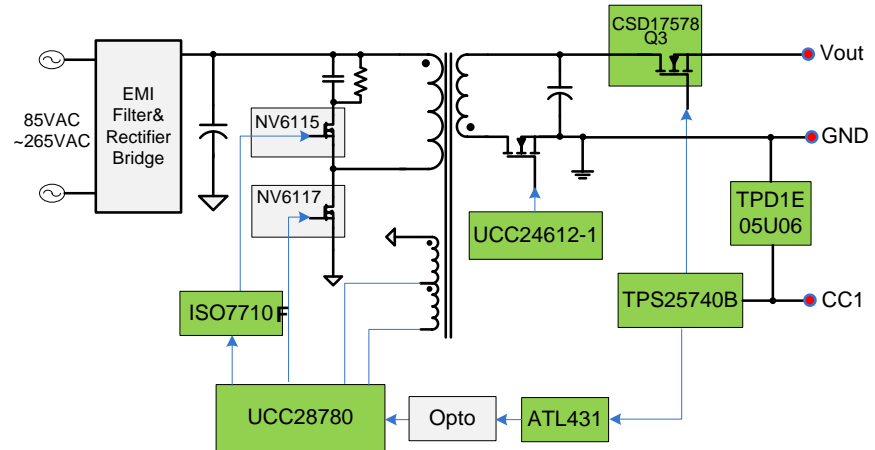 CSD17578
Q3
Vout
EMI
Filter&
Rectifier
Bridge
85VAC
~265VAC
NV6115
GND
NV6117
TPD1E
05U06
UCC24612-1
ISO7710F
TPS25740B
CC1
UCC28780
Opto
ATL431